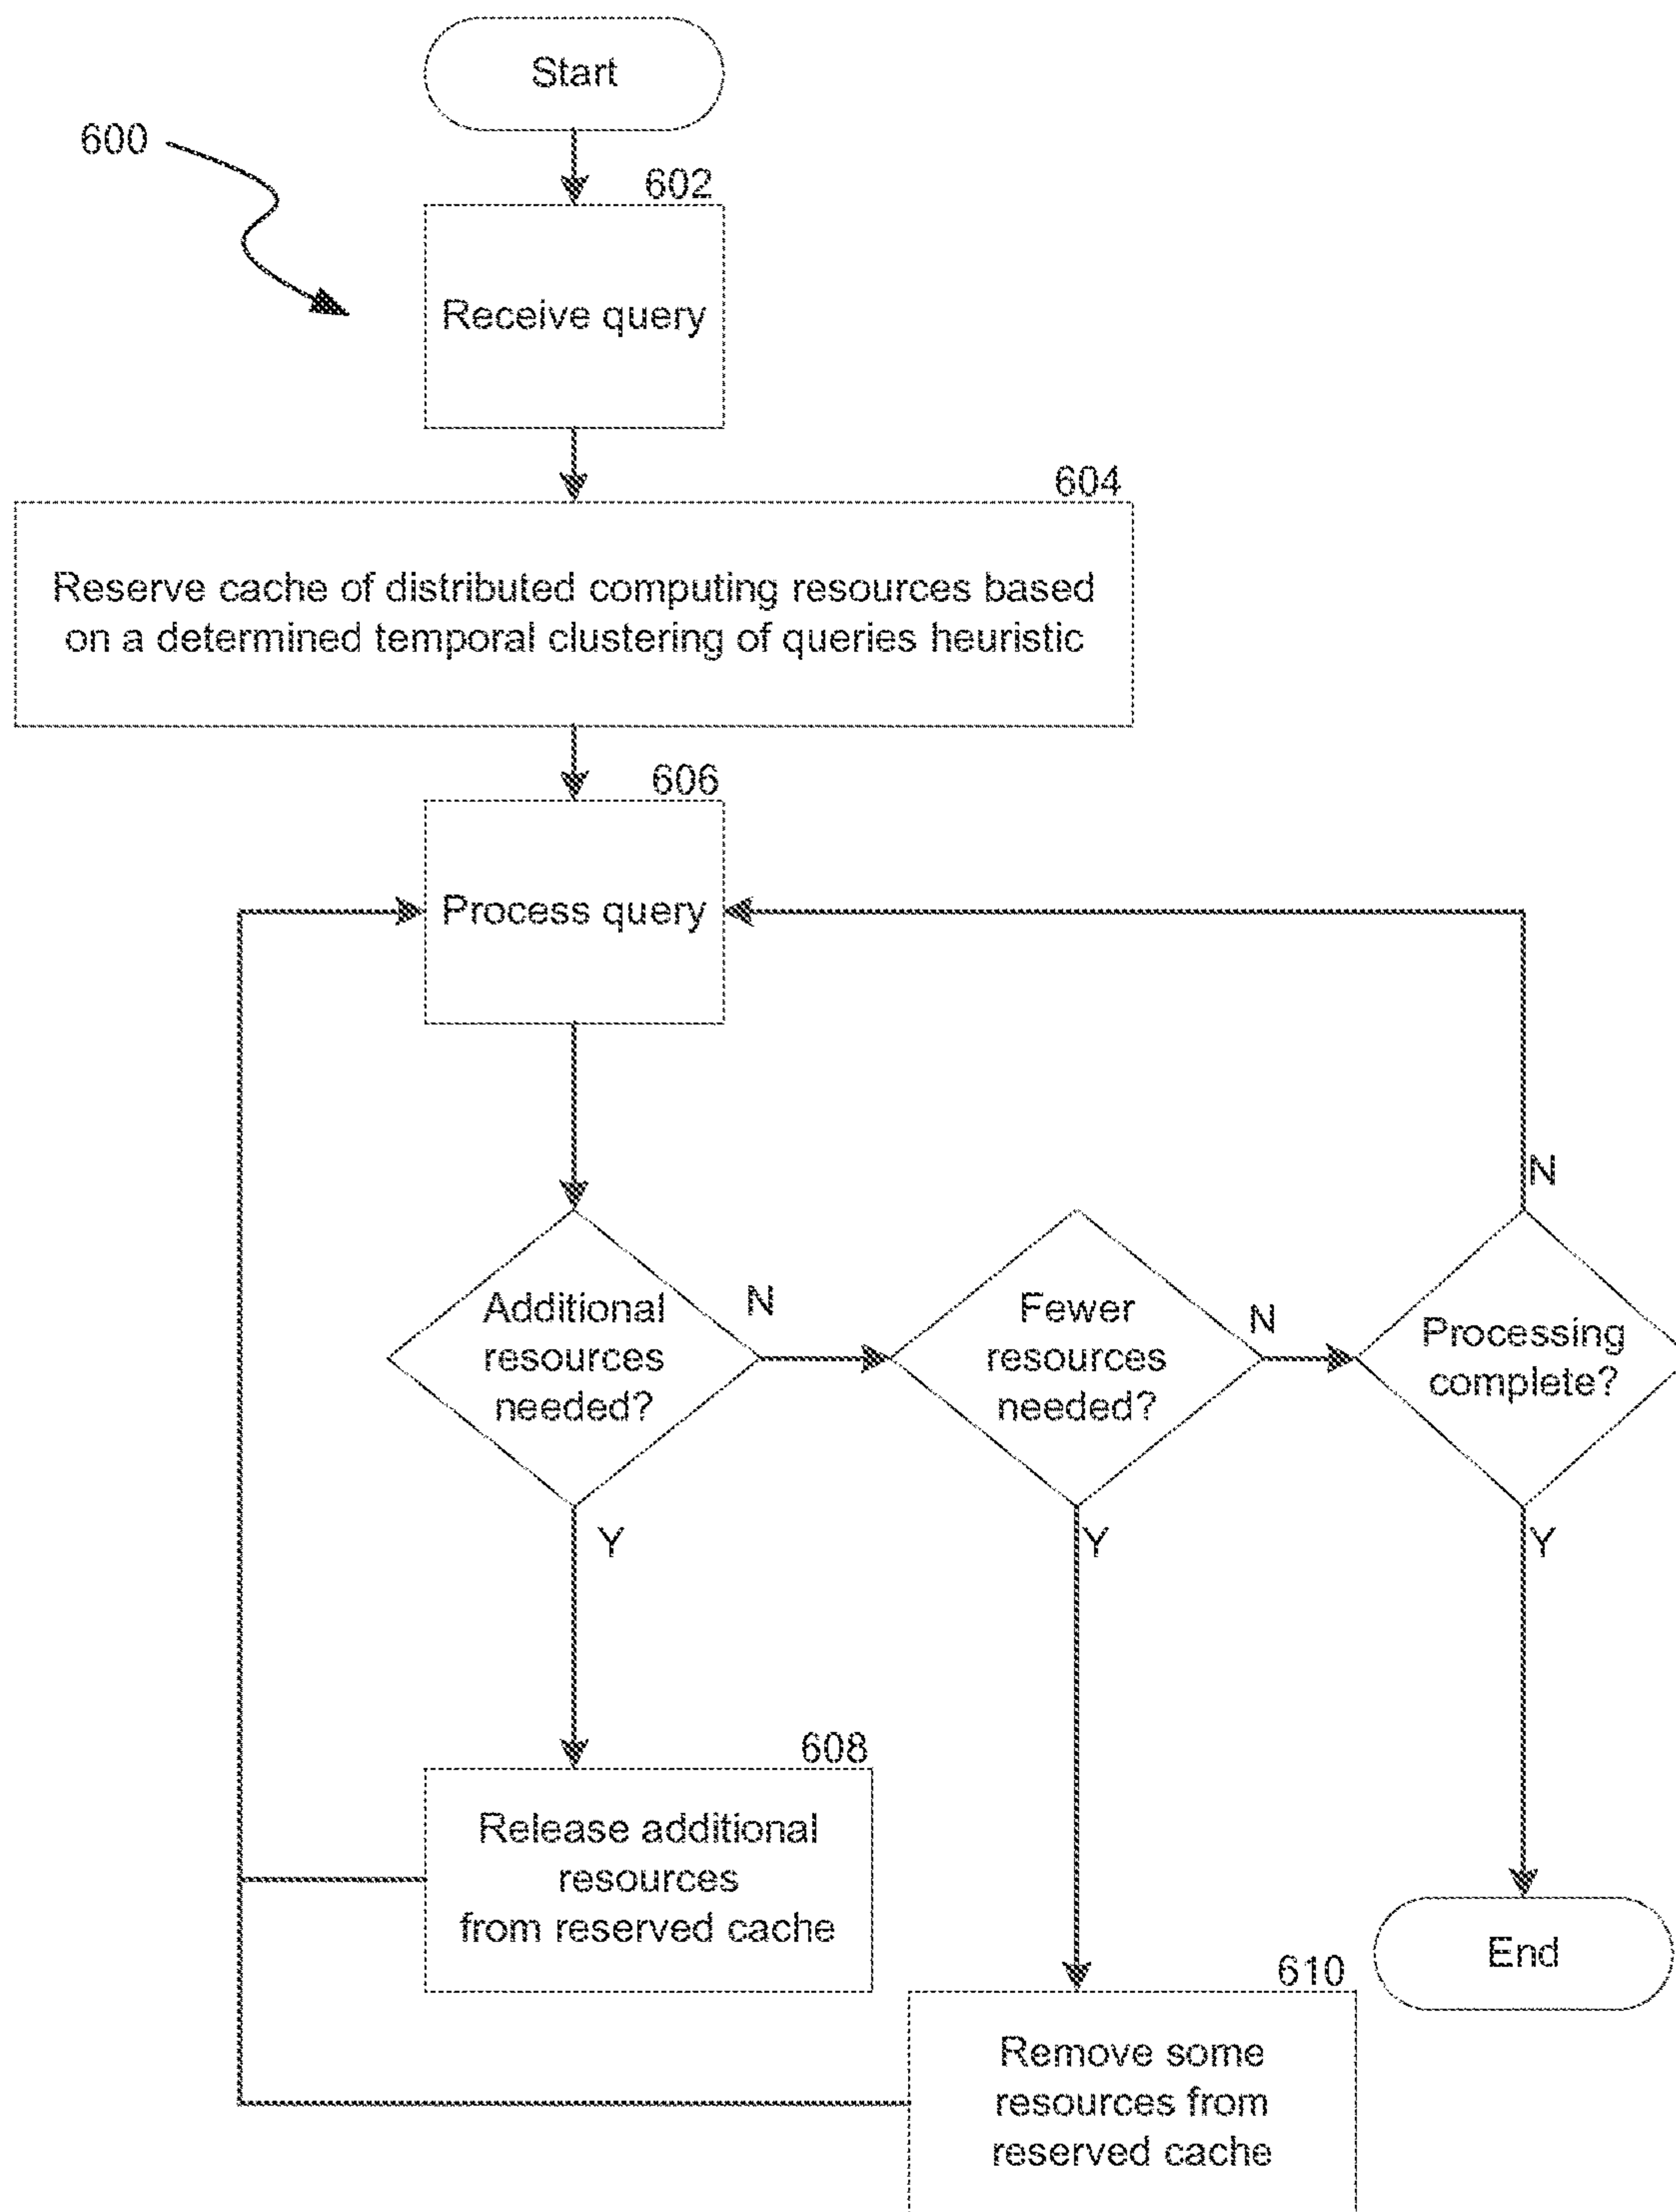 Start
600
602
Receive query
604
Reserve cache of distributed computing resources based
on a determined temporal clustering of queries heuristic
606
Process query
N
Additional
resources
needed?
N
Fewer
resources
needed?
N
Processing
complete?
Y
Y
Y
608
Release additional
resources
from reserved cache
End
610
Remove some
resources from
reserved cache